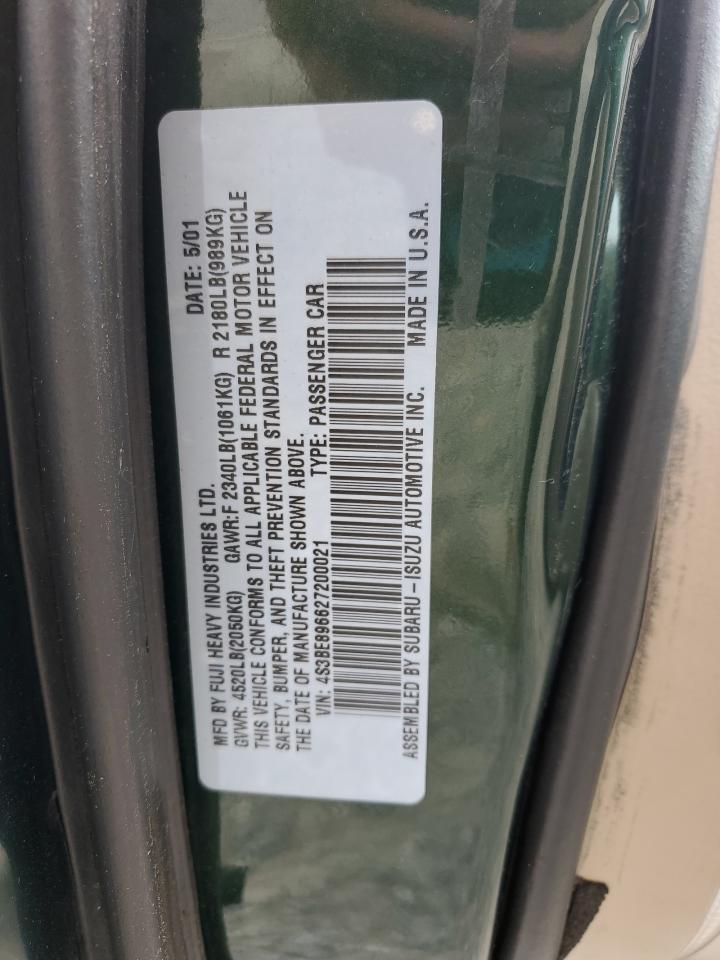 MFD BY FUJI HEAVY INDUSTRIES LTD. DATE: 5/01
GVWR: 4520LB(2050KG) GAWR:F 2340LB(1061KG) R 2180LB(989KG)
THIS VEHICLE CONFORMS TO ALL APPLICABLE FEDERAL MOTOR VEHICLE
SAFETY, BUMPER, AND THEFT PREVENTION STANDARDS IN EFFECT ON
THE DATE OF MANUFACTURE SHOWN ABOVE.
VIN: 4S3BE896627200021 TYPE: PASSENGER CAR
ASSEMBLED BY SUBARU-ISUZU AUTOMOTIVE INC. MADE IN U.S.A.